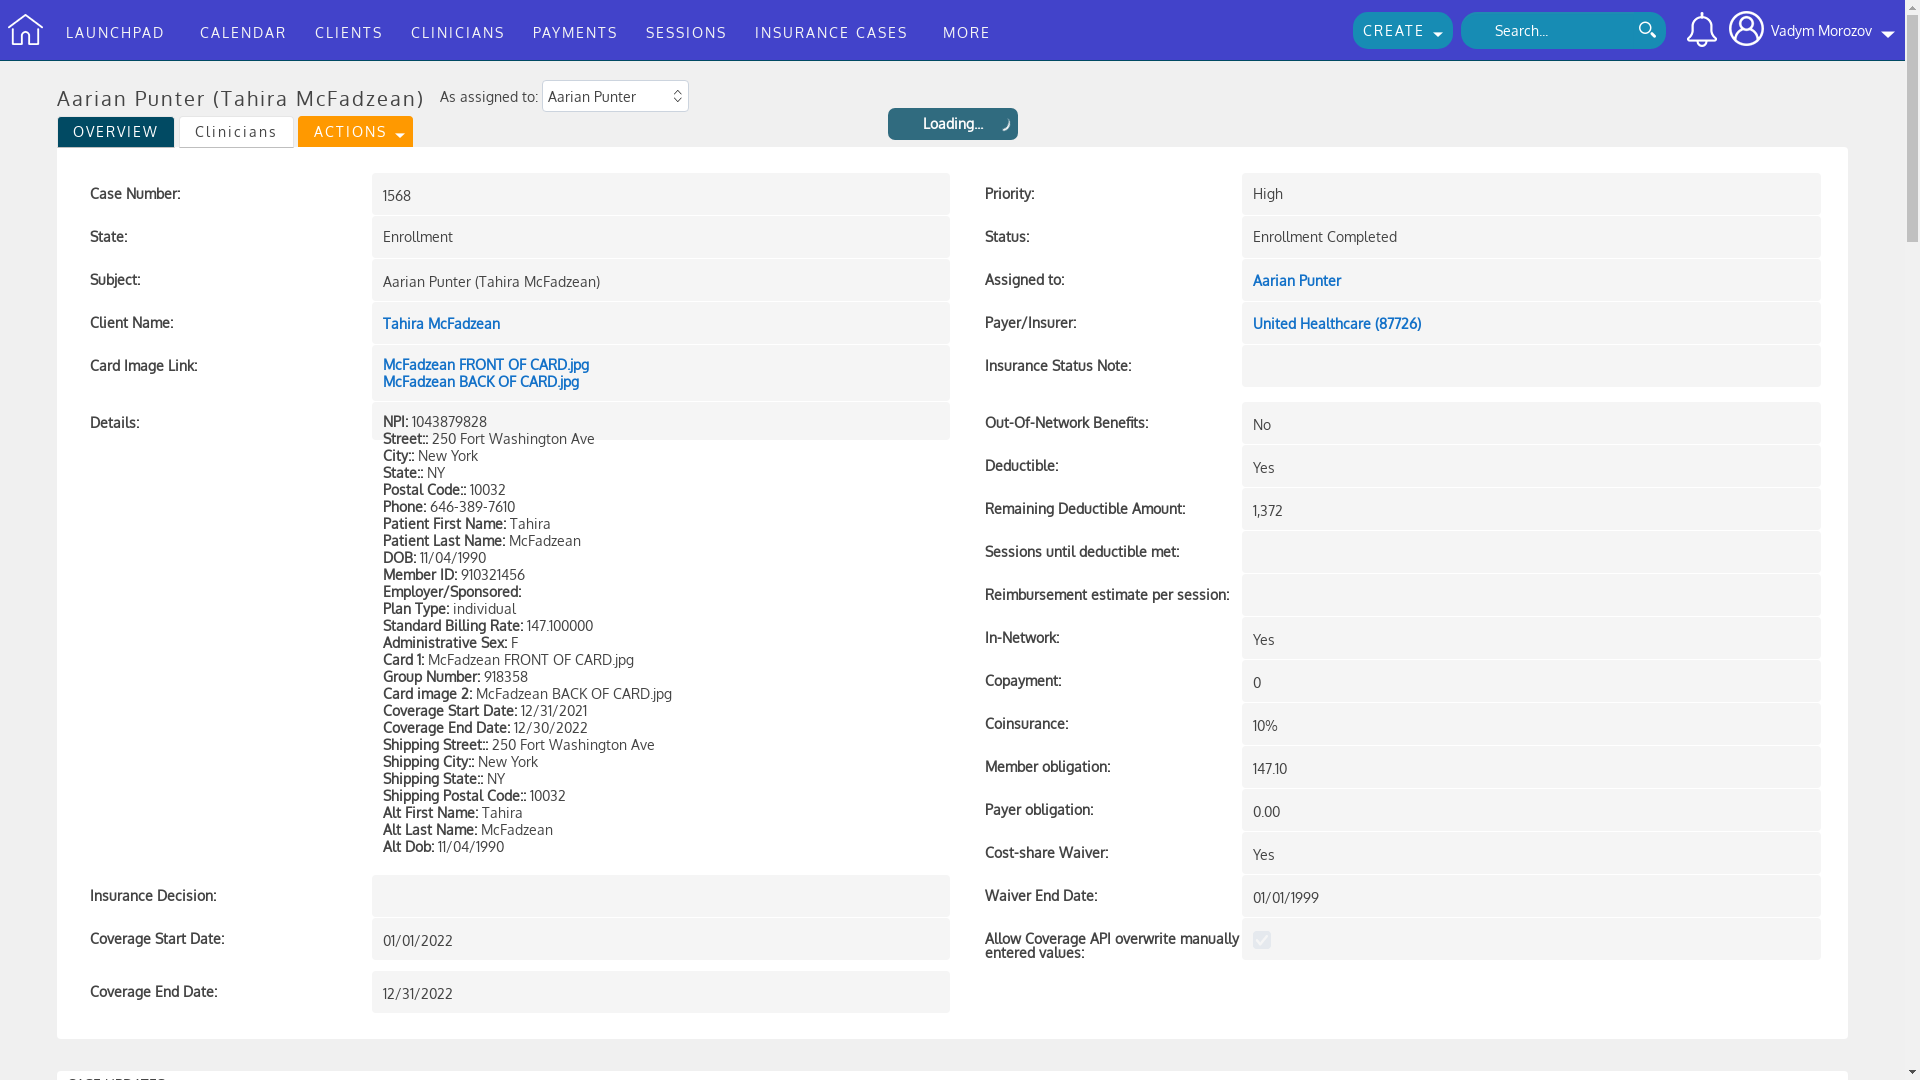 LAUNCHPAD CALENDAR CLIENTS CLINICIANS PAYMENTS SESSIONS INSURANCE CASES MORE CREATE Search... Vadym Morozov
Aarian Punter (Tahira McFadzean) As assigned to: Aarian Punter
Loading...
OVERVIEW Clinicians ACTIONS
Case Number: 1568 Priority: High
State: Enrollment Status: Enrollment Completed
Subject: Aarian Punter (Tahira McFadzean) Assigned to: Aarian Punter
Client Name: Tahira McFadzean Payer/Insurer: United Healthcare (87726)
Card Image Link: McFadzean FRONT OF CARD.jpg Insurance Status Note:
McFadzean BACK OF CARD.jpg
Details:
NPI: 1043879828
Street:: 250 Fort Washington Ave
City:: New York
State:: NY
Postal Code:: 10032
Phone: 646-389-7610
Patient First Name: Tahira
Patient Last Name: McFadzean
DOB: 11/04/1990
Member ID: 910321456
Employer/Sponsored:
Plan Type: individual
Standard Billing Rate: 147.100000
Administrative Sex: F
Card 1: McFadzean FRONT OF CARD.jpg
Group Number: 918358
Card image 2: McFadzean BACK OF CARD.jpg
Coverage Start Date: 12/31/2021
Coverage End Date: 12/30/2022
Shipping Street:: 250 Fort Washington Ave
Shipping City:: New York
Shipping State:: NY
Shipping Postal Code:: 10032
Alt First Name: Tahira
Alt Last Name: McFadzean
Alt Dob: 11/04/1990
Out-Of-Network Benefits: No
Deductible: Yes
Remaining Deductible Amount: 1,372
Sessions until deductible met:
Reimbursement estimate per session:
In-Network: Yes
Copayment: 0
Coinsurance: 10%
Member obligation: 147.10
Payer obligation: 0.00
Cost-share Waiver: Yes
Insurance Decision: Waiver End Date: 01/01/1999
Coverage Start Date: 01/01/2022 Allow Coverage API overwrite manually
entered values:
Coverage End Date: 12/31/2022